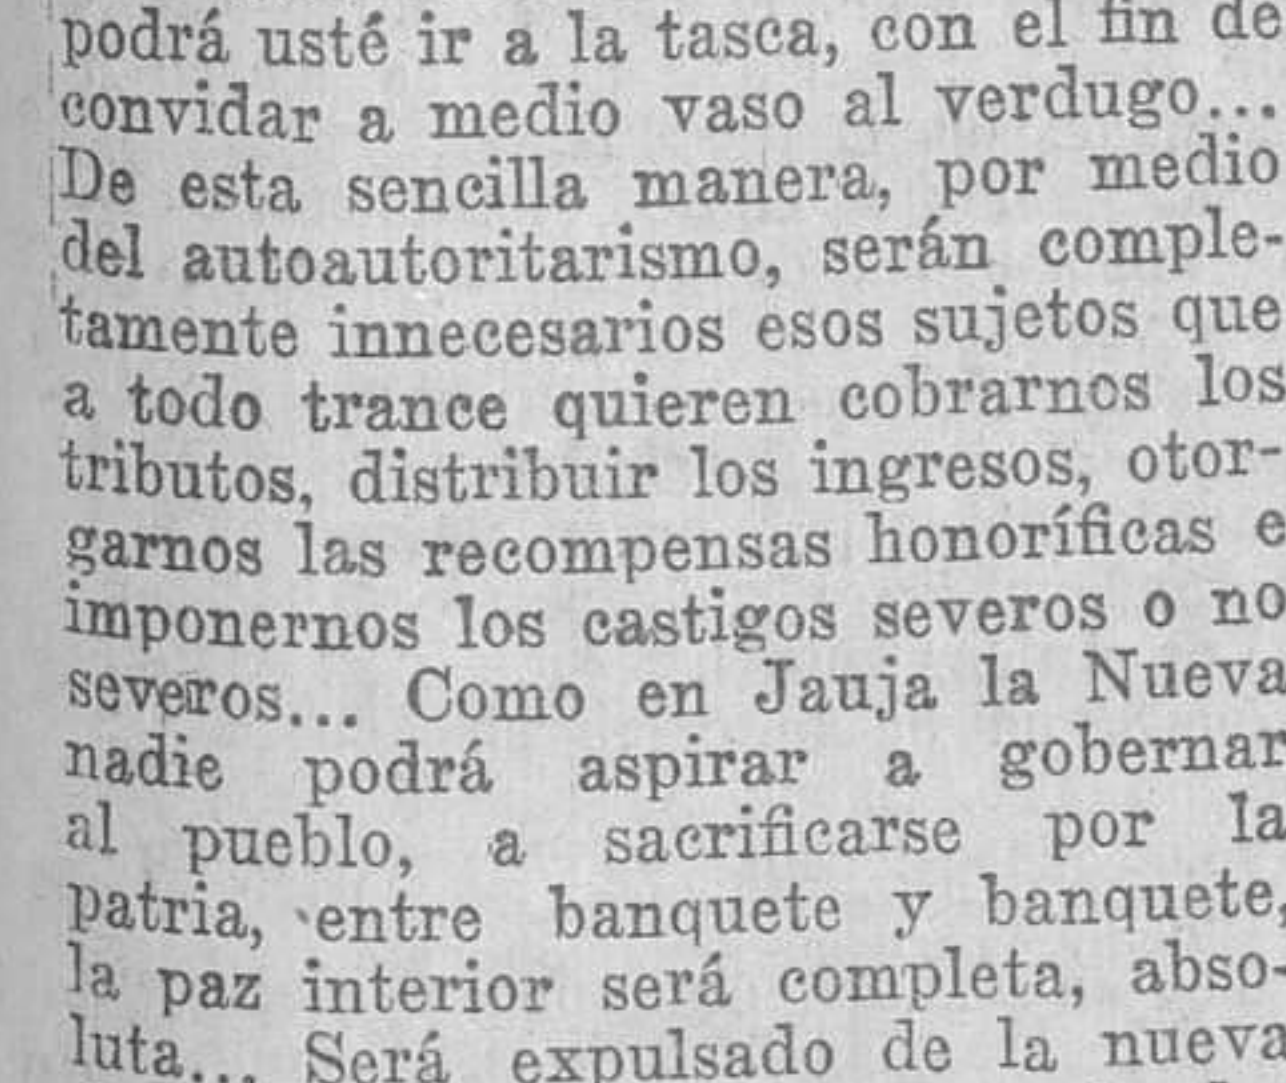 podrá usté ir a la tasca, con el fin de
convidar a medio vaso al verdugo...
De esta sencilla manera, por medio
del autoautoritarismo, serán comple-
tamente innecesarios esos sujetos que
a todo trance quieren cobrarnos los
tributos, distribuir los ingresos, otor-
garnos las recompensas honoríficas e
imponernos los castigos severos o no
severos... Como en Jauja la Nueva
nadie podrá aspirar a gobernar
al pueblo, a sacrificarse por la
patria, entre banquete y banquete,
la paz interior será completa, abso-
luta... Será expulsado de la nueva